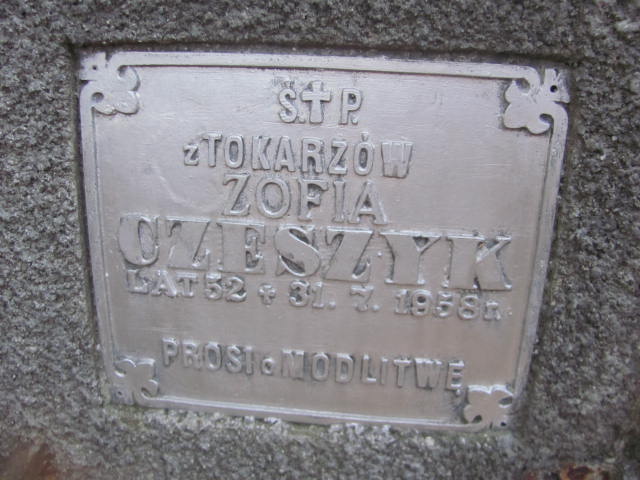 Ś.✝P.
z TOKARZÓW
ZOFIA
CZESZYK
LAT 52 ✝ 31. 7. 1958 r.
PROSI o MODLITWĘ